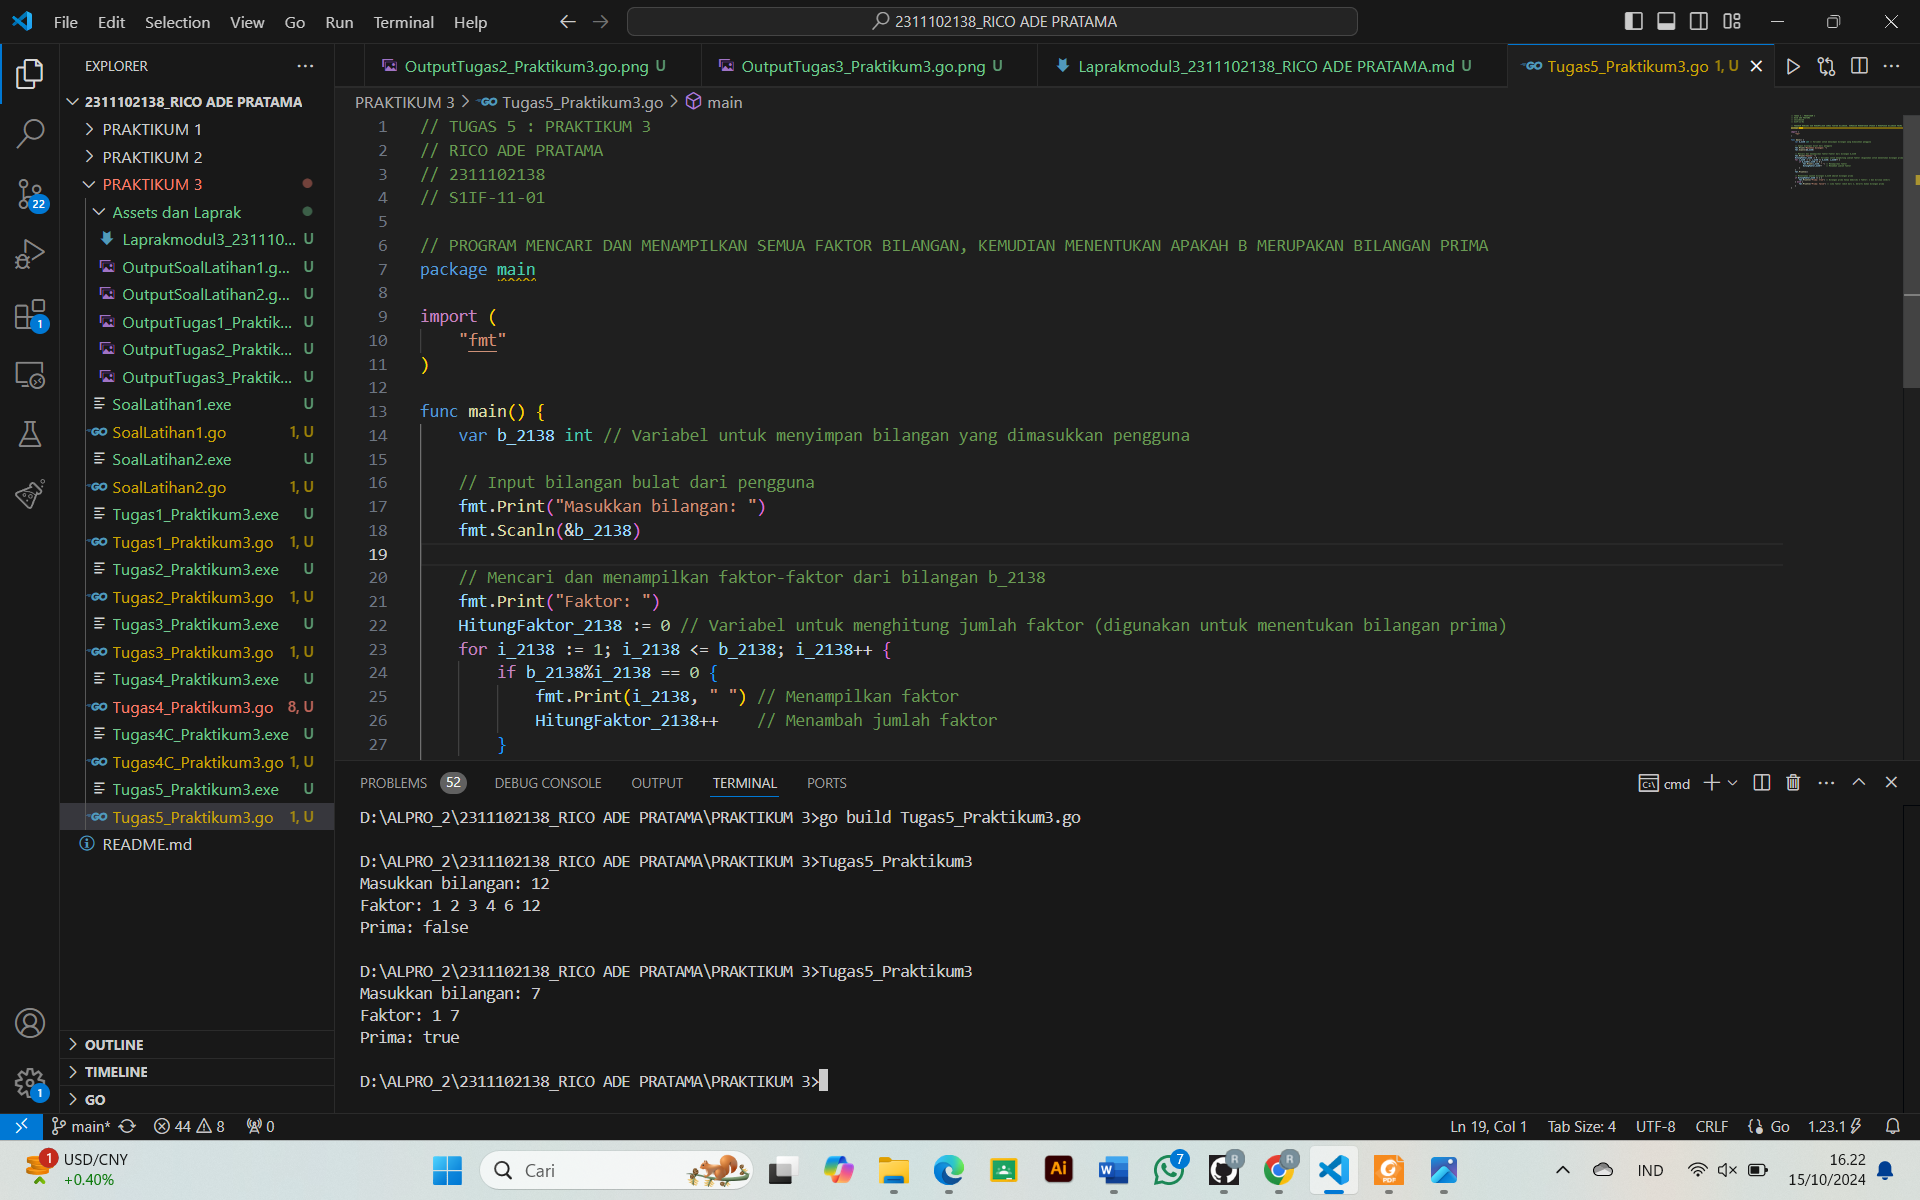 File Edit Selection View Go Run Terminal Help
2311102138_RICO ADE PRATAMA
EXPLORER
2311102138_RICO ADE PRATAMA
PRAKTIKUM 1
PRAKTIKUM 2
PRAKTIKUM 3
Assets dan Laprak
Laprakmodul3_231110... U
OutputSoalLatihan1.g... U
OutputSoalLatihan2.g... U
OutputTugas1_Praktik... U
OutputTugas2_Praktik... U
OutputTugas3_Praktik... U
SoalLatihan1.exe U
SoalLatihan1.go 1, U
SoalLatihan2.exe U
SoalLatihan2.go 1, U
Tugas1_Praktikum3.exe U
Tugas1_Praktikum3.go 1, U
Tugas2_Praktikum3.exe U
Tugas2_Praktikum3.go 1, U
Tugas3_Praktikum3.exe U
Tugas3_Praktikum3.go 1, U
Tugas4_Praktikum3.exe U
Tugas4_Praktikum3.go 8, U
Tugas4C_Praktikum3.exe U
Tugas4C_Praktikum3.go 1, U
Tugas5_Praktikum3.exe U
Tugas5_Praktikum3.go 1, U
README.md
OUTLINE
TIMELINE
GO
22
1
1
OutputTugas2_Praktikum3.go.png U
OutputTugas3_Praktikum3.go.png U
Laprakmodul3_2311102138_RICO ADE PRATAMA.md U
Tugas5_Praktikum3.go 1, U
PRAKTIKUM 3 > Tugas5_Praktikum3.go > main
1 // TUGAS 5 : PRAKTIKUM 3
2 // RICO ADE PRATAMA
3 // 2311102138
4 // S1IF-11-01
5
6 // PROGRAM MENCARI DAN MENAMPILKAN SEMUA FAKTOR BILANGAN, KEMUDIAN MENENTUKAN APAKAH B MERUPAKAN BILANGAN PRIMA
7 package main
8
9 import (
10 "fmt"
11 )
12
13 func main() {
14 var b_2138 int // Variabel untuk menyimpan bilangan yang dimasukkan pengguna
15
16 // Input bilangan bulat dari pengguna
17 fmt.Print("Masukkan bilangan: ")
18 fmt.Scanln(&b_2138)
19
20 // Mencari dan menampilkan faktor-faktor dari bilangan b_2138
21 fmt.Print("Faktor: ")
22 HitungFaktor_2138 := 0 // Variabel untuk menghitung jumlah faktor (digunakan untuk menentukan bilangan prima)
23 for i_2138 := 1; i_2138 <= b_2138; i_2138++ {
24 if b_2138%i_2138 == 0 {
25 fmt.Print(i_2138, " ") // Menampilkan faktor
26 HitungFaktor_2138++ // Menambah jumlah faktor
27 }
PROBLEMS 52 DEBUG CONSOLE OUTPUT TERMINAL PORTS
cmd
D:\ALPRO_2\2311102138_RICO ADE PRATAMA\PRAKTIKUM 3>go build Tugas5_Praktikum3.go
D:\ALPRO_2\2311102138_RICO ADE PRATAMA\PRAKTIKUM 3>Tugas5_Praktikum3
Masukkan bilangan: 12
Faktor: 1 2 3 4 6 12
Prima: false
D:\ALPRO_2\2311102138_RICO ADE PRATAMA\PRAKTIKUM 3>Tugas5_Praktikum3
Masukkan bilangan: 7
Faktor: 1 7
Prima: true
D:\ALPRO_2\2311102138_RICO ADE PRATAMA\PRAKTIKUM 3>
main* 44 8 0
Ln 19, Col 1 Tab Size: 4 UTF-8 CRLF Go 1.23.1
1 USD/CNY
+0.40%
Cari
Ai
7
R
R
PDF
IND
16.22
15/10/2024